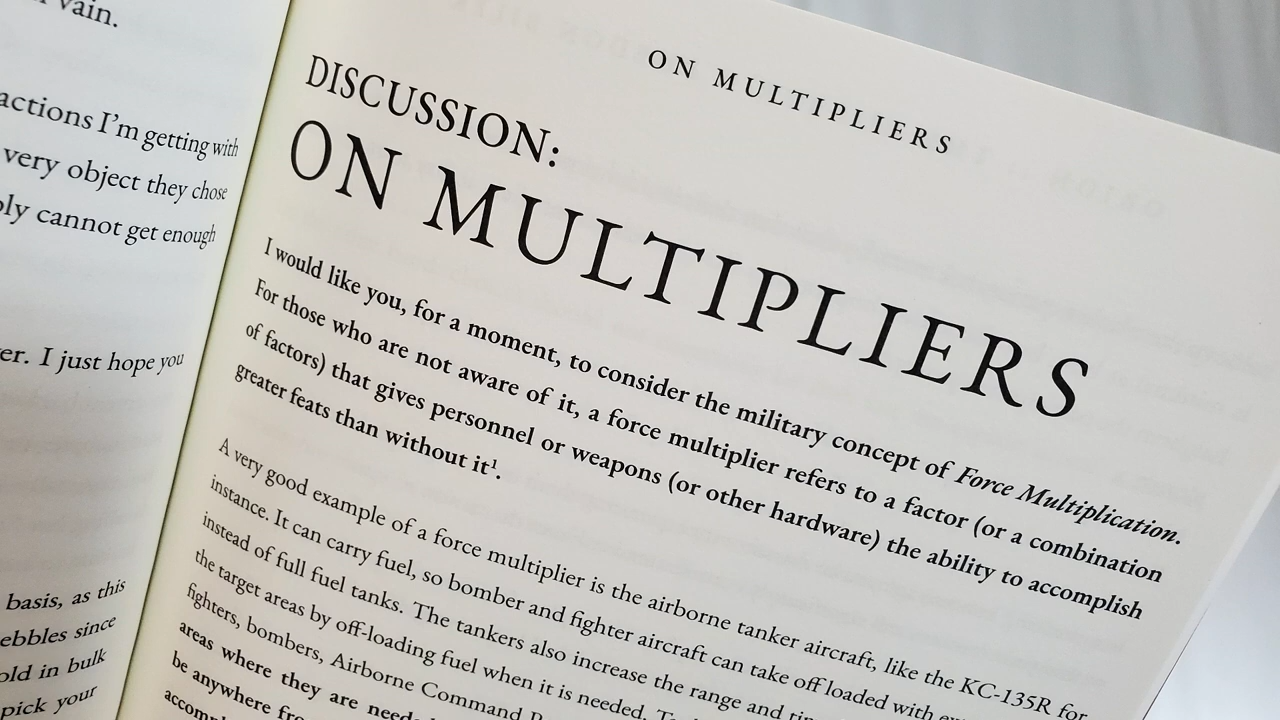 vain.
actions I'm getting with
very object they chose
cannot get enough
I just hope you
basis, as this
since
in bulk
pick your
ON MULTIPLIERS
DISCUSSION:
ON MULTIPLIERS
I would like you, for a moment, to consider the military concept of Force Multiplication.
For those who are not aware of it, a force multiplier refers to a factor (or a combination
of factors) that gives personnel or weapons (or other hardware) the ability to accomplish
greater feats than without it¹.
A very good example of a force multiplier is the airborne tanker aircraft, like the KC-135R for
instance. It can carry fuel, so bomber and fighter aircraft can take off loaded with
instead of full fuel tanks. The tankers also increase the range and
the target areas by off-loading fuel when it is needed.
fighters, bombers, Airborne Command
areas where they are
be anywhere